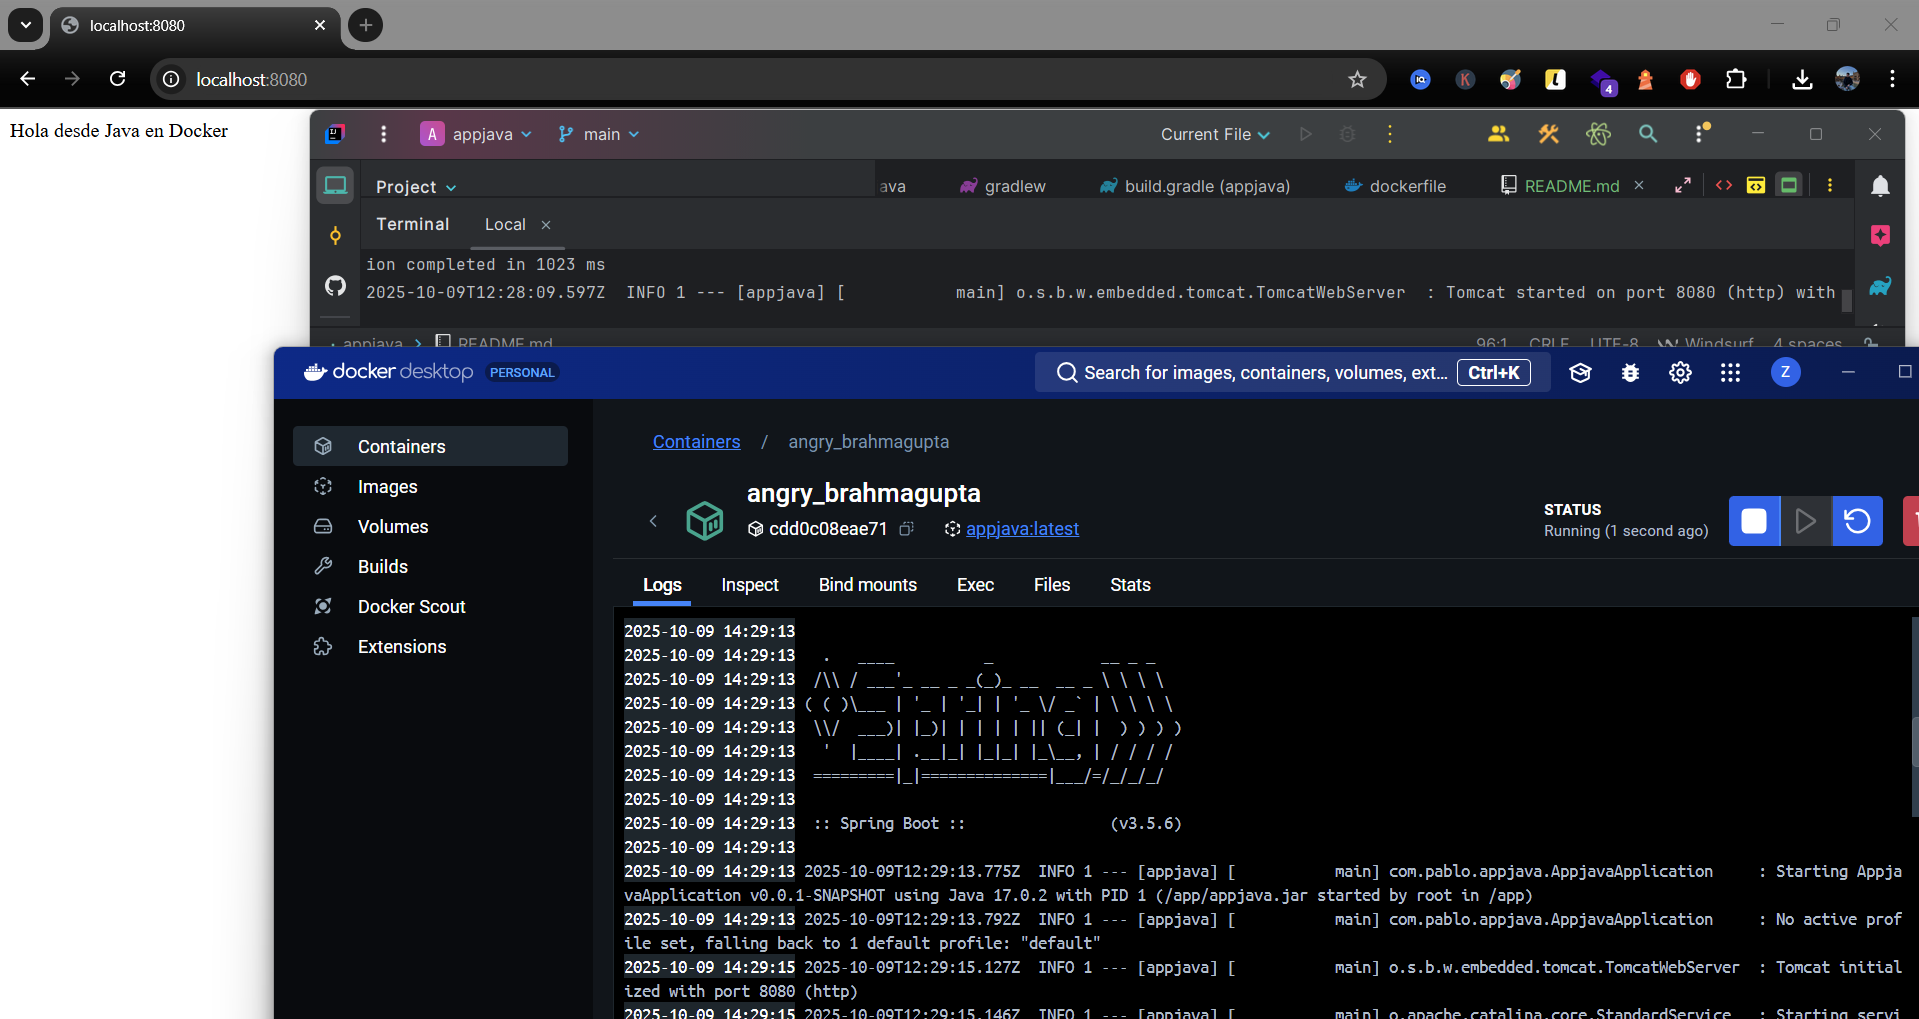 localhost:8080
localhost:8080
4
Hola desde Java en Docker
A appjava main Current File
Project ava gradlew build.gradle (appjava) dockerfile README.md
Terminal Local
ion completed in 1023 ms
2025-10-09T12:28:09.597Z INFO 1 --- [appjava] [ main] o.s.b.w.embedded.tomcat.TomcatWebServer : Tomcat started on port 8080 (http) with
appjava > README.md 96:1 CRLF UTF-8 Windsurf 4 spaces
docker desktop PERSONAL Search for images, containers, volumes, ext... Ctrl+K Z
Containers
Images
Volumes
Builds
Docker Scout
Extensions
Containers / angry_brahmagupta
angry_brahmagupta
cdd0c08eae71 appjava:latest
STATUS
Running (1 second ago)
Logs Inspect Bind mounts Exec Files Stats
2025-10-09 14:29:13
2025-10-09 14:29:13   .   ____          _            __ _ _
2025-10-09 14:29:13  /\\ / ___'_ __ _ _(_)_ __  __ _ \ \ \ \
2025-10-09 14:29:13 ( ( )\___ | '_ | '_| | '_ \/ _` | \ \ \ \
2025-10-09 14:29:13  \\/  ___)| |_)| | | | | || (_| |  ) ) ) )
2025-10-09 14:29:13   '  |____| .__|_| |_|_| |_\__, | / / / /
2025-10-09 14:29:13  =========|_|==============|___/=/_/_/_/
2025-10-09 14:29:13
2025-10-09 14:29:13  :: Spring Boot ::                (v3.5.6)
2025-10-09 14:29:13
2025-10-09 14:29:13 2025-10-09T12:29:13.775Z INFO 1 --- [appjava] [ main] com.pablo.appjava.AppjavaApplication : Starting Appja
vaApplication v0.0.1-SNAPSHOT using Java 17.0.2 with PID 1 (/app/appjava.jar started by root in /app)
2025-10-09 14:29:13 2025-10-09T12:29:13.792Z INFO 1 --- [appjava] [ main] com.pablo.appjava.AppjavaApplication : No active prof
ile set, falling back to 1 default profile: "default"
2025-10-09 14:29:15 2025-10-09T12:29:15.127Z INFO 1 --- [appjava] [ main] o.s.b.w.embedded.tomcat.TomcatWebServer : Tomcat initial
ized with port 8080 (http)
2025-10-09 14:29:15 2025-10-09T12:29:15.146Z INFO 1 --- [appjava] [ main] o.apache.catalina.core.StandardService : Starting servi